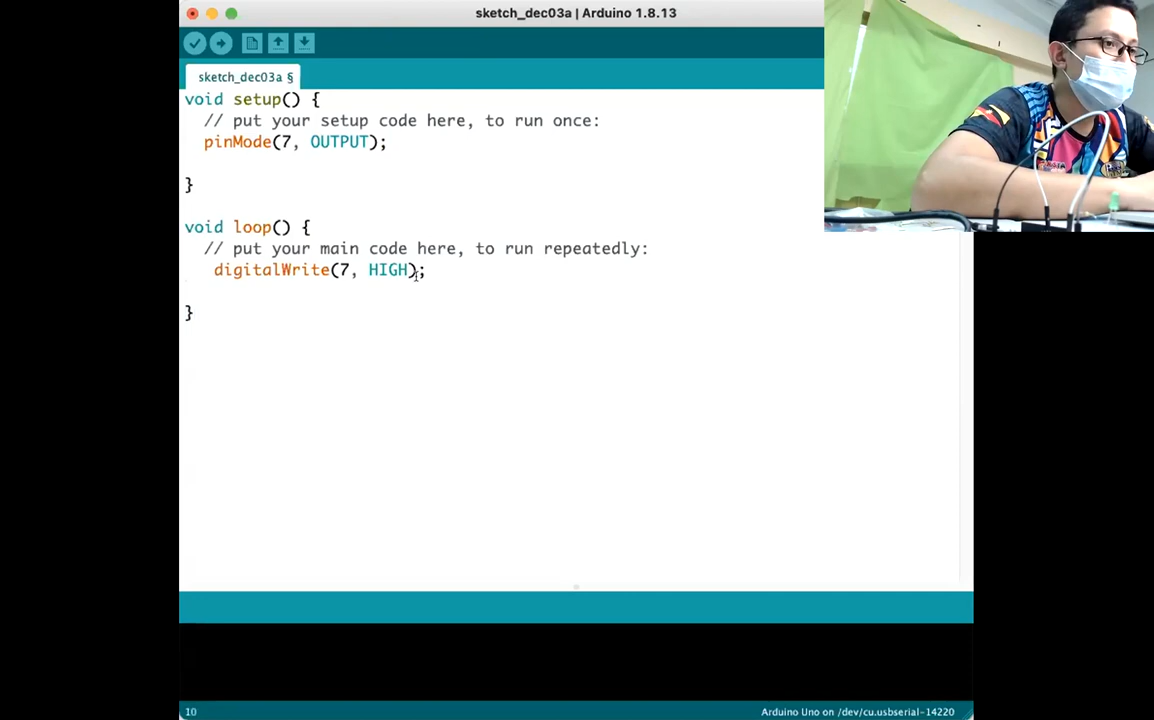 sketch_dec03a | Arduino 1.8.13
sketch_dec03a §
void setup() {
// put your setup code here, to run once:
pinMode(7, OUTPUT);
}
void loop() {
// put your main code here, to run repeatedly:
digitalWrite(7, HIGH);
}
10
Arduino Uno on /dev/cu.usbserial-14220